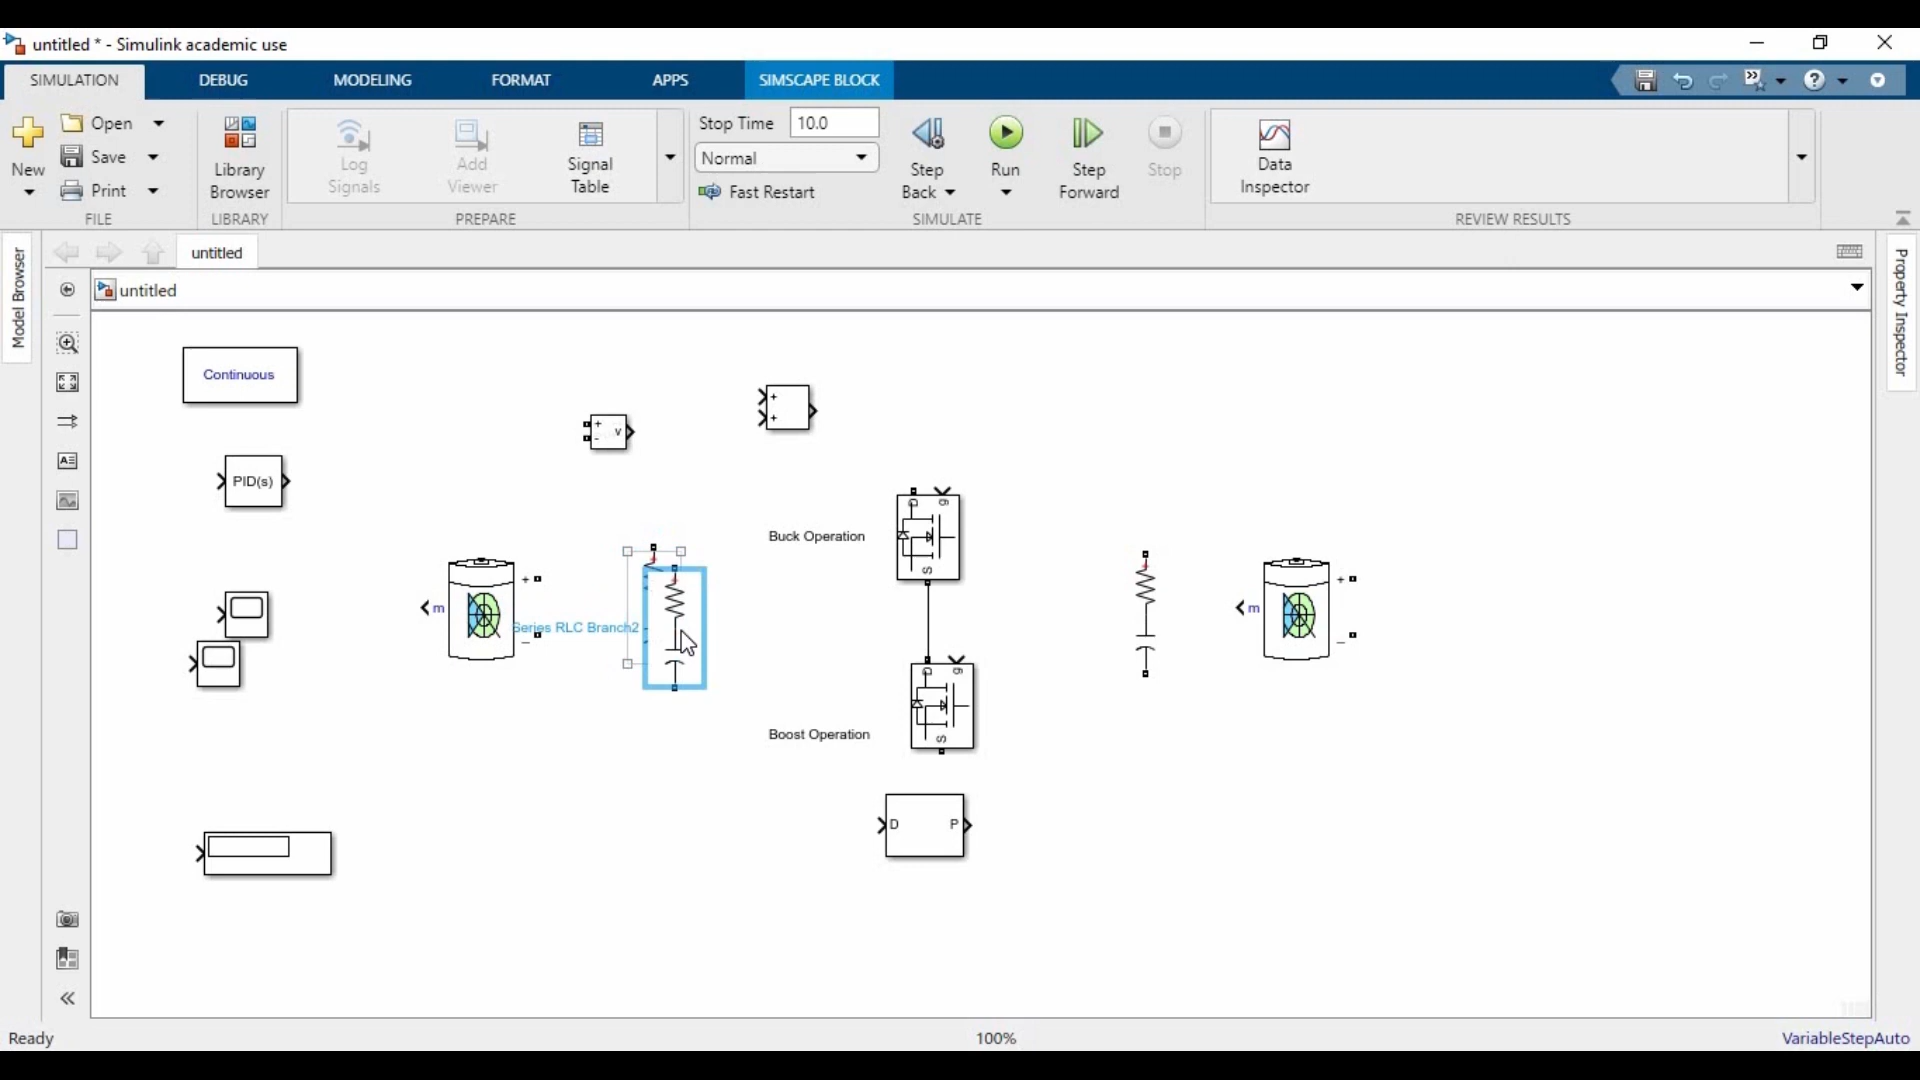 untitled * - Simulink academic use
SIMULATION
DEBUG
MODELING
FORMAT
APPS
SIMSCAPE BLOCK
New
Open
Save
Print
FILE
Library
Browser
LIBRARY
Log
Signals
Add
Viewer
Signal
Table
PREPARE
Stop Time 10.0
Normal
Fast Restart
Step
Back
Run
Step
Forward
Stop
SIMULATE
Data
Inspector
REVIEW RESULTS
Model Browser
untitled
untitled
Property Inspector
Continuous
+
-
v
+
+
PID(s)
D
g
S
Buck Operation
m
+
-
Series RLC Branch2
+
+
m
+
-
D
g
S
Boost Operation
D P
Ready
100%
VariableStepAuto